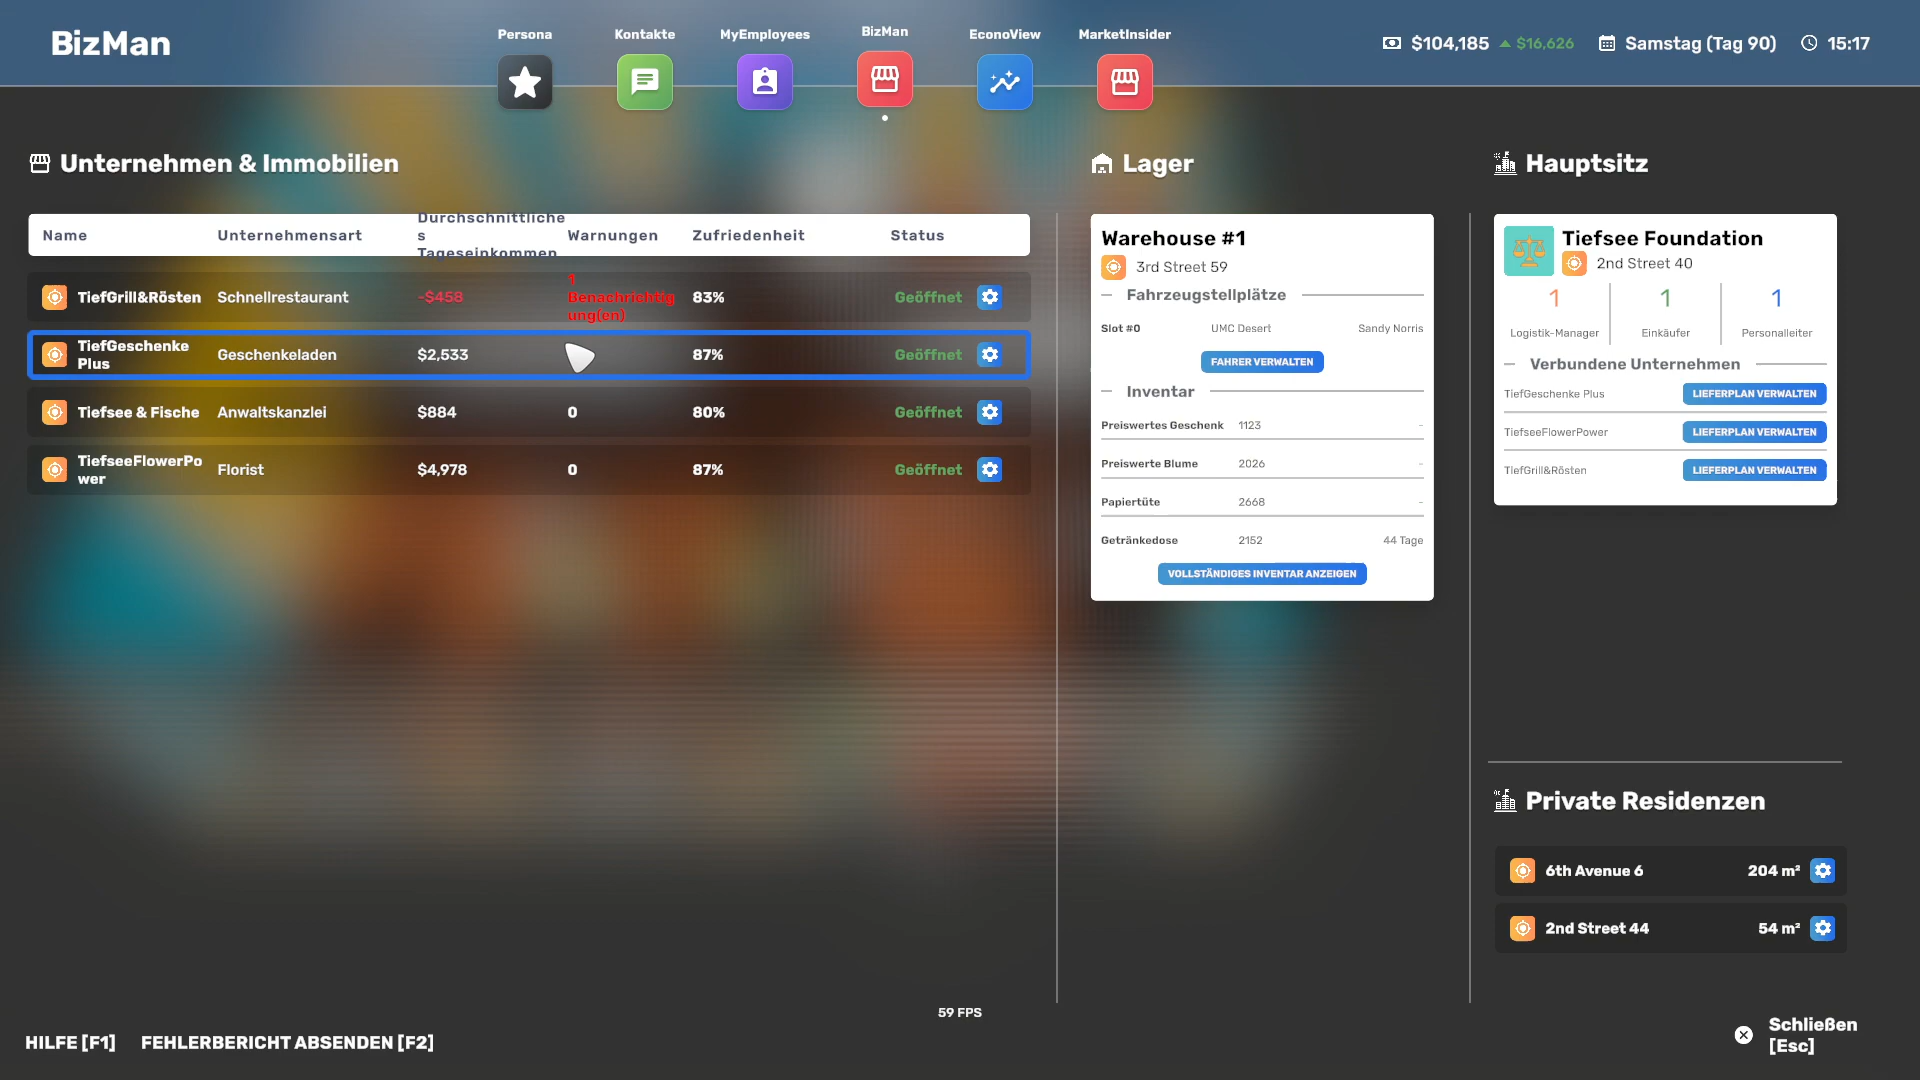 BizMan
Persona
Kontakte
MyEmployees
BizMan
EconoView
MarketInsider
$104,185
$16,626
Samstag (Tag 90)
15:17
Unternehmen & Immobilien
Name
Unternehmensart
Durchschnittliche
s
Tageseinkommen
Warnungen
Zufriedenheit
Status
TiefGrill&Rösten
Schnellrestaurant
-$458
1
Benachrichtig
ung(en)
83%
Geöffnet
TiefGeschenke
Plus
Geschenkeladen
$2,533
87%
Geöffnet
Tiefsee & Fische
Anwaltskanzlei
$884
0
80%
Geöffnet
TiefseeFlowerPo
wer
Florist
$4,978
0
87%
Geöffnet
Lager
Warehouse #1
3rd Street 59
Fahrzeugstellplätze
Slot #0
UMC Desert
Sandy Norris
FAHRER VERWALTEN
Inventar
Preiswertes Geschenk
1123
-
Preiswerte Blume
2026
-
Papiertüte
2668
-
Getränkedose
2152
44 Tage
VOLLSTÄNDIGES INVENTAR ANZEIGEN
Hauptsitz
Tiefsee Foundation
2nd Street 40
1
Logistik-Manager
1
Einkäufer
1
Personalleiter
Verbundene Unternehmen
TiefGeschenke Plus
LIEFERPLAN VERWALTEN
TiefseeFlowerPower
LIEFERPLAN VERWALTEN
TiefGrill&Rösten
LIEFERPLAN VERWALTEN
Private Residenzen
6th Avenue 6
204 m²
2nd Street 44
54 m²
59 FPS
HILFE [F1]
FEHLERBERICHT ABSENDEN [F2]
Schließen
[Esc]